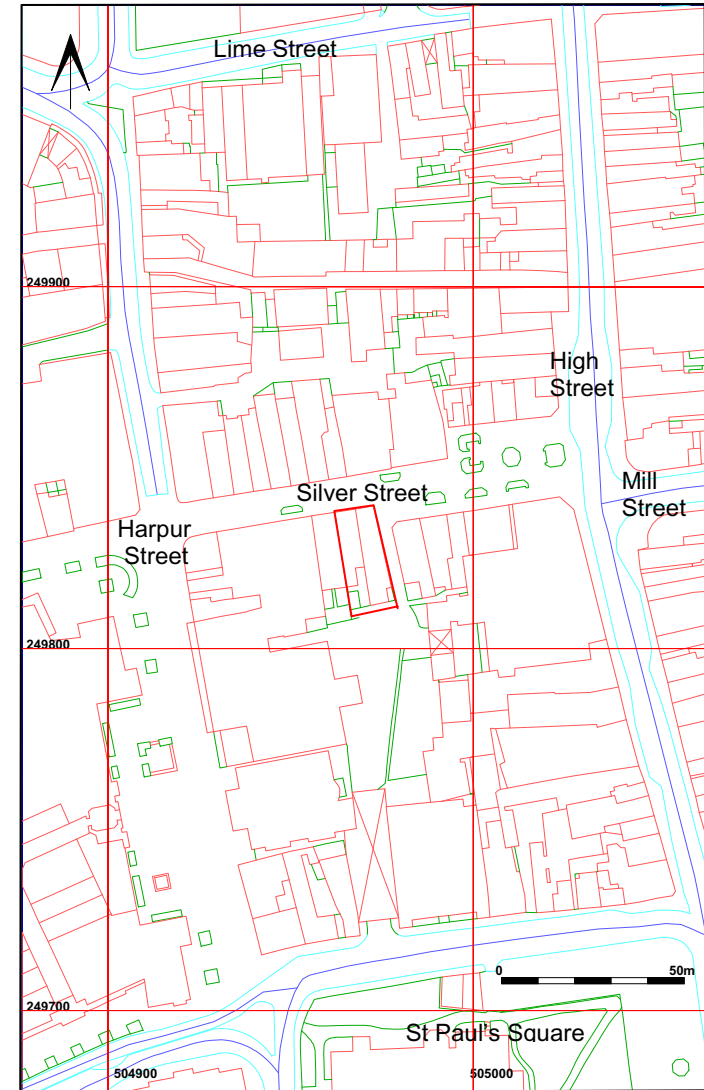 Lime Street
249900
High
Street
Silver Street
Mill
Street
Harpur
Street
249800
0
50m
249700
St Paul's Square
504900
505000